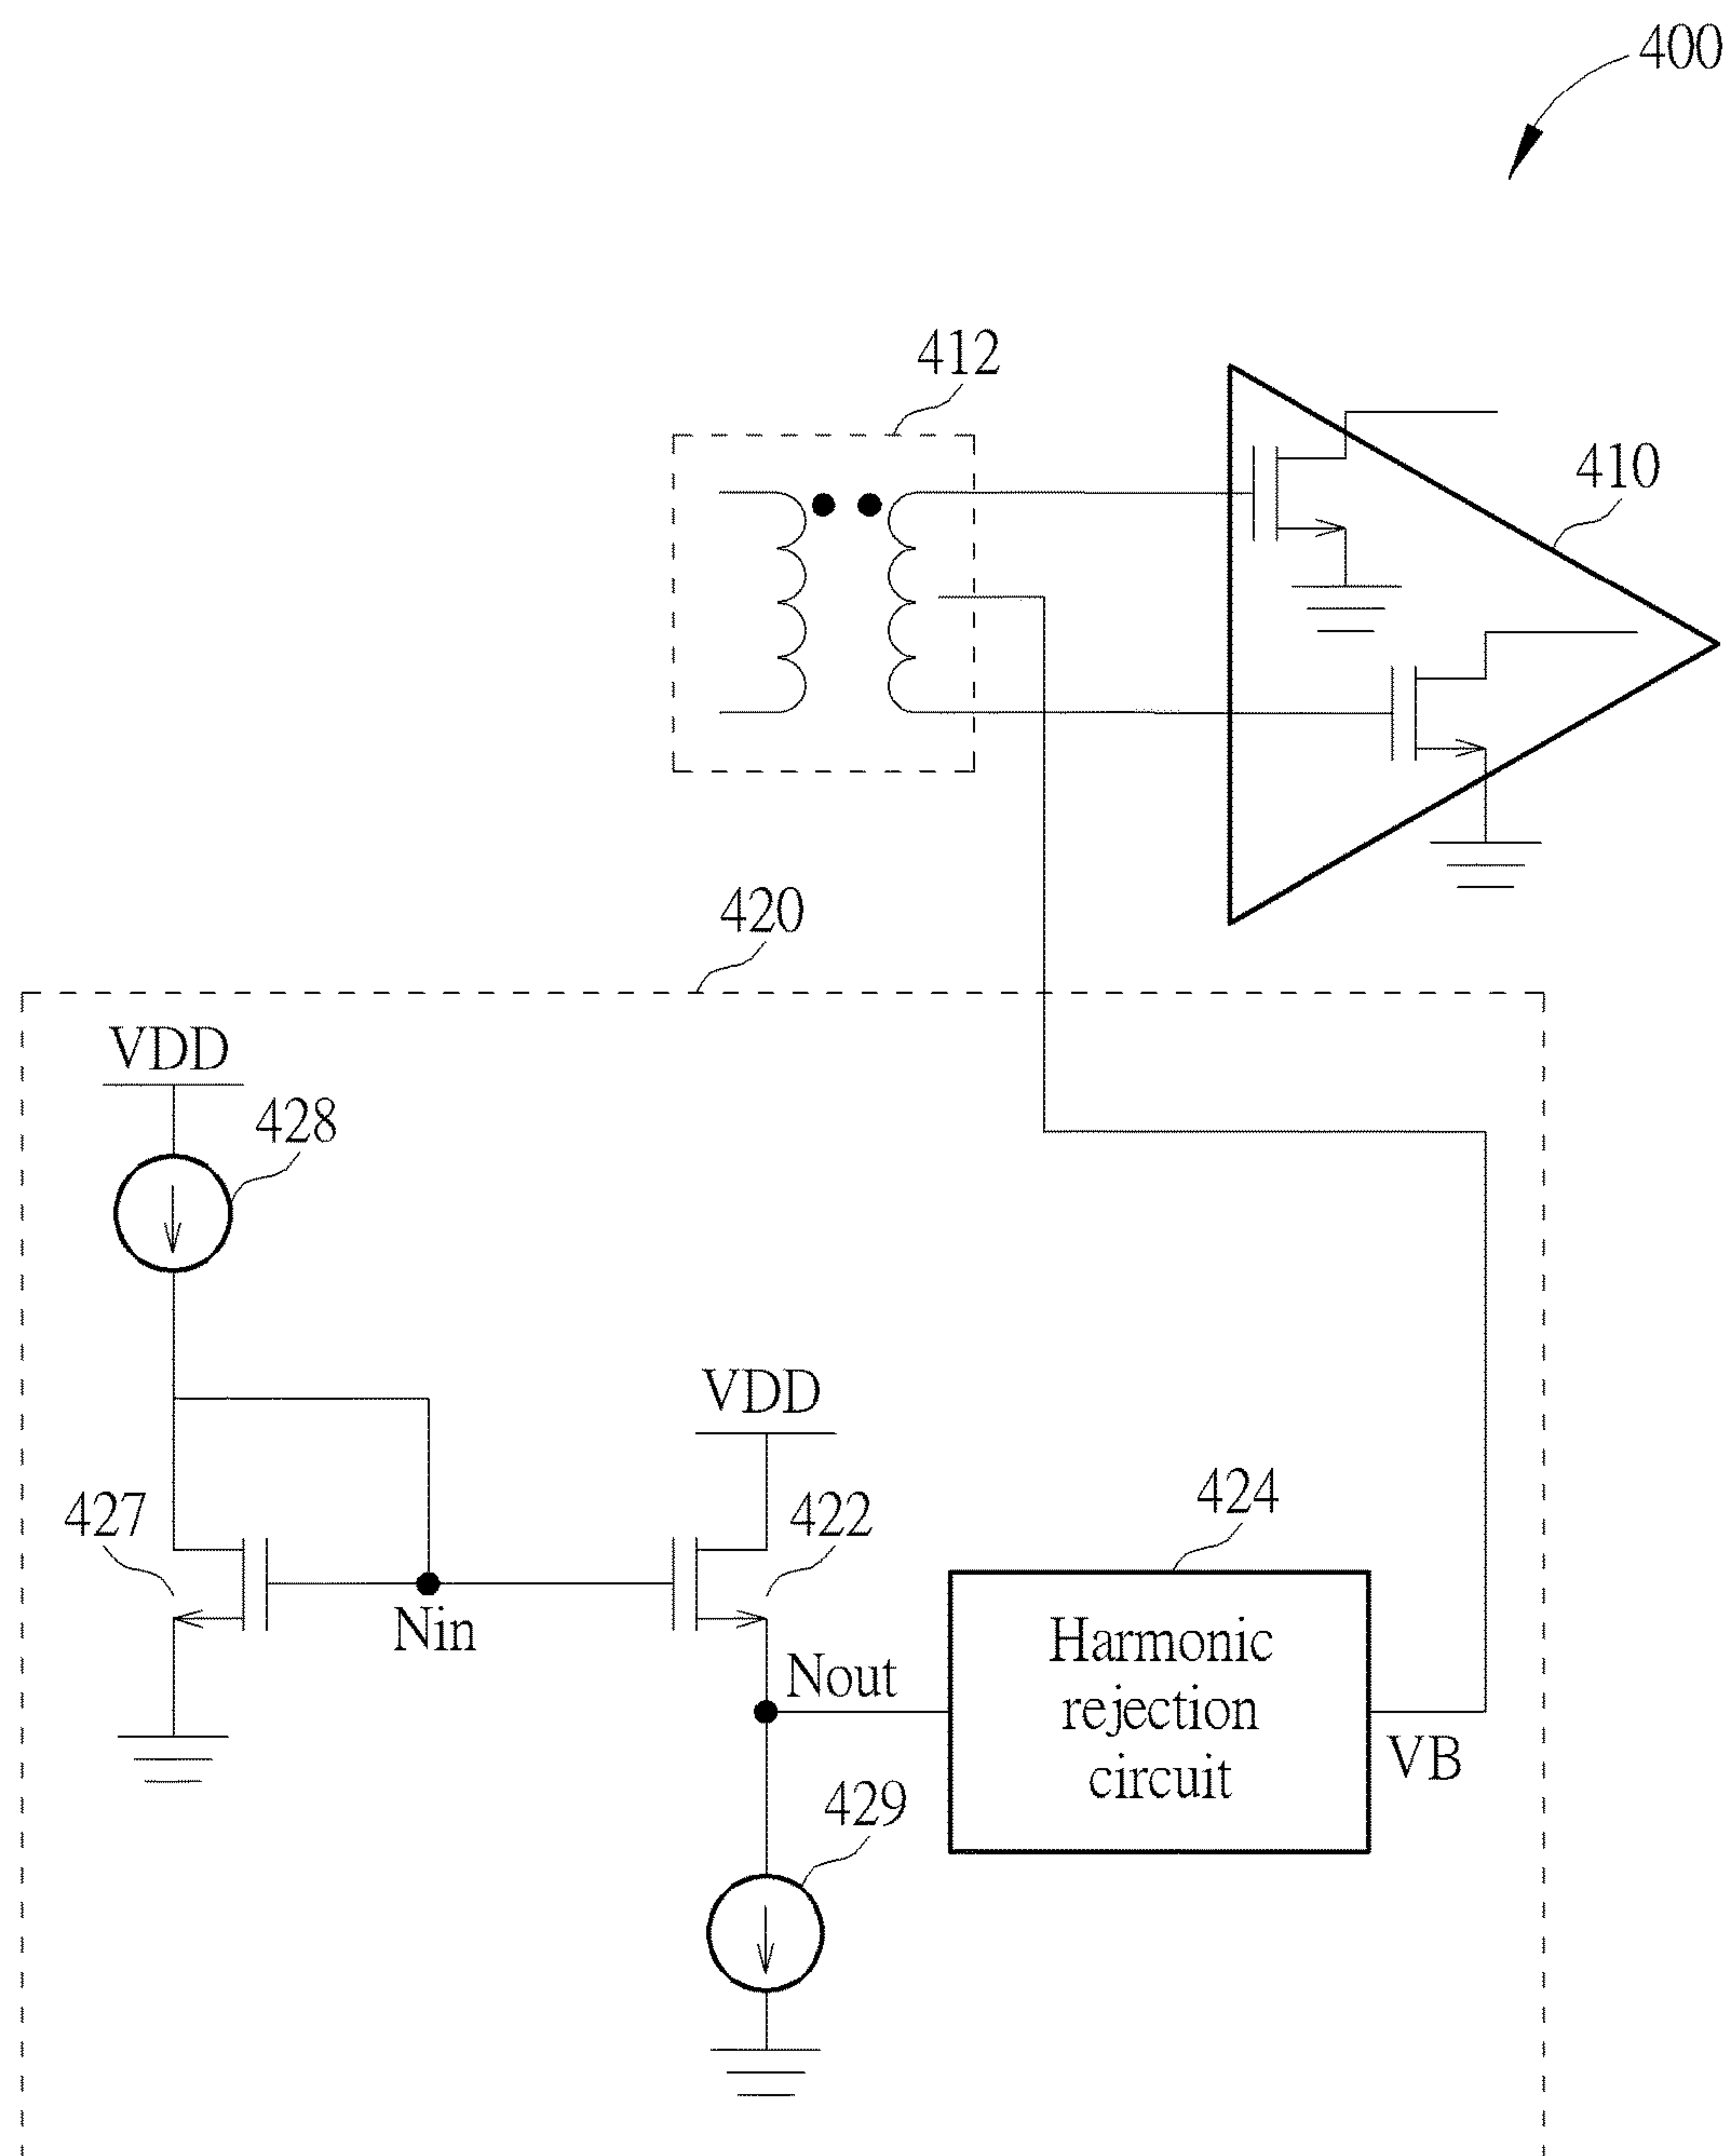 400
412
410
420
VDD
428
VDD
427
422
424
Nin
Nout
Harmonic
rejection
circuit
VB
429